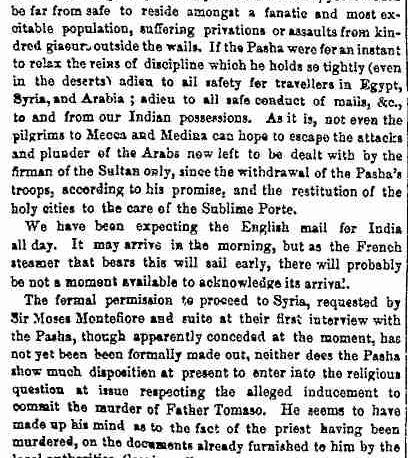 be far from safe to reside amongst a fanatic and most ex-
citable population, suffering privations or assaults from kin-
dred giaeur outside the walls. If the Pasha were for an instant
to relax the reins of discipline which he holds so tightly (even
in the deserts) adieu to all safety for travellers in Egypt,
Syria, and Arabia ; adieu to all safe conduct of mails, &c.,
to and from our Indian possessions. As it is, not even the
pilgrims to Mecca and Medina can hope to escape the attacks
and plunder of the Arabs now left to be dealt with by the
firman of the Sultan only, since the withdrawal of the Pasha's
troops, according to his promise, and the restitution of the
holy cities to the care of the Sublime Porte.
We have been expecting the English mail for India
all day. It may arrive in the morning, but as the French
steamer that bears this will sail early, there will probably
be not a moment available to acknowledge its arrival.
The formal permission to proceed to Syria, requested by
Sir Moses Montefiore and suite at their first interview with
the Pasha, though apparently conceded at the moment, has
not yet been been formally made out, neither does the Pasha
show much disposition at present to enter into the religious
question at issue respecting the alleged inducement to
commit the murder of Father Tomaso. He seems to have
made up his mind as to the fact of the priest having been
murdered, on the documents already furnished to him by the